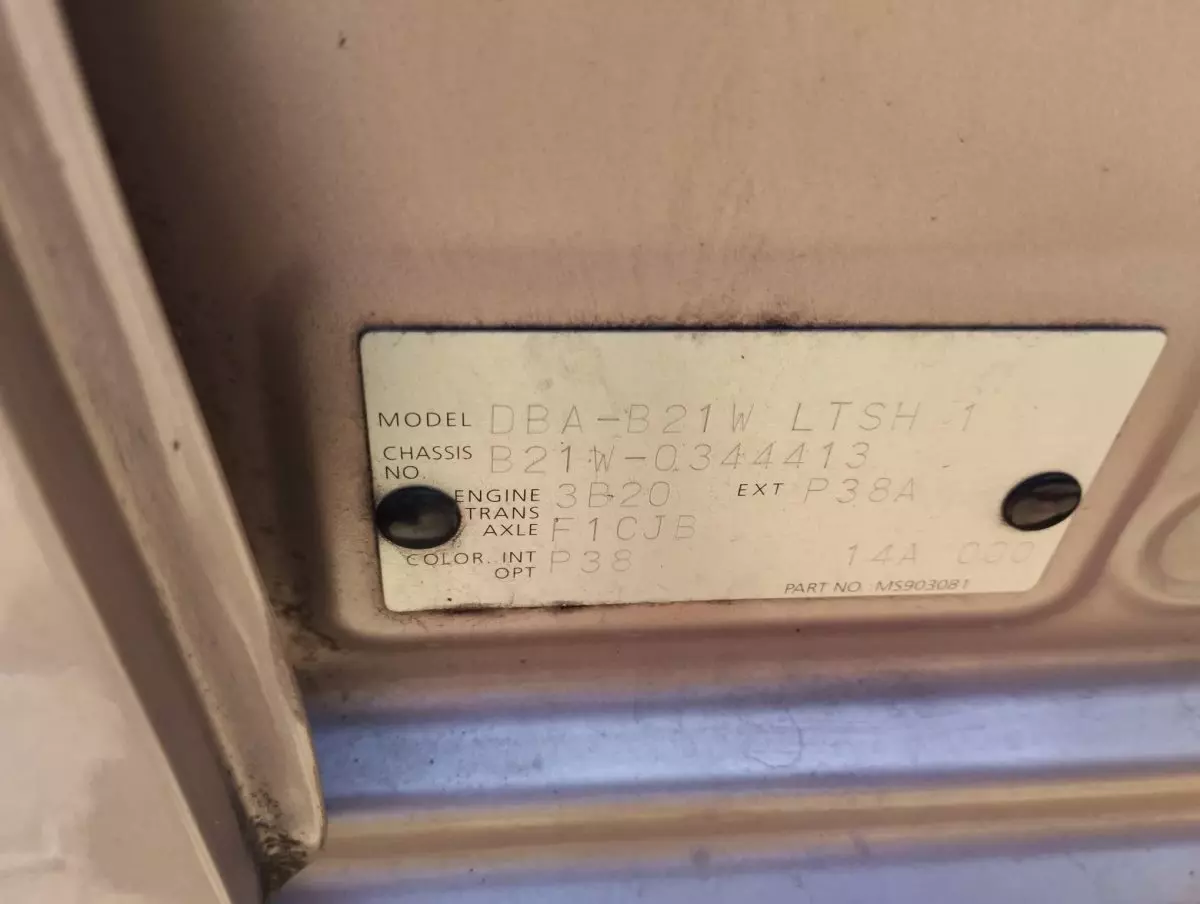 MODEL DBA-B21W LTSH 1
CHASSIS NO. B21W-0344413
ENGINE 3B20 EXT P38A
TRANS AXLE F1CJB
COLOR. INT OPT P38 14A
PART NO. MS903081